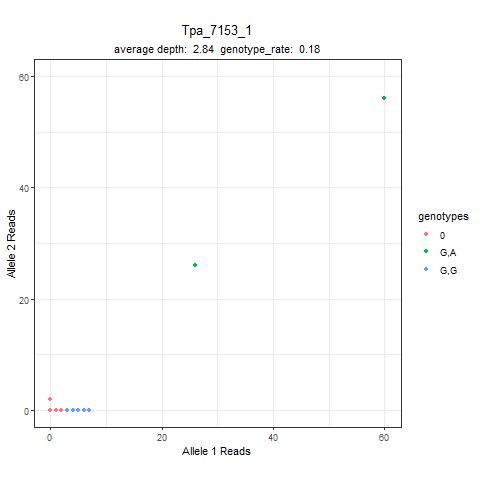 Tpa_7153_1
average depth:  2.84  genotype_rate:  0.18
60
40
20
0
Allele 2 Reads
0
20
40
60
Allele 1 Reads
genotypes
0
G,A
G,G